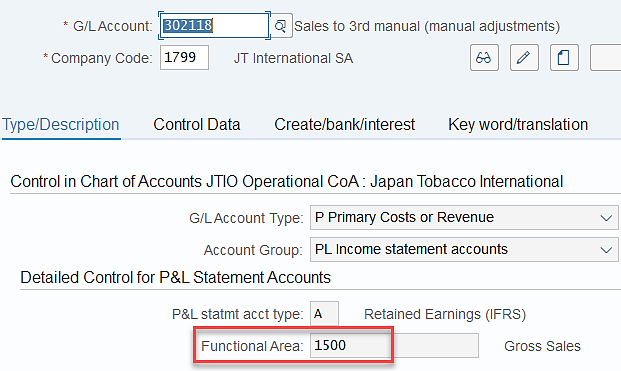 * G/L Account: 302118 Sales to 3rd manual (manual adjustments)
* Company Code: 1799 JT International SA
Type/Description Control Data Create/bank/interest Key word/translation
Control in Chart of Accounts JTIO Operational CoA : Japan Tobacco International
G/L Account Type: P Primary Costs or Revenue
Account Group: PL Income statement accounts
Detailed Control for P&L Statement Accounts
P&L statmt acct type: A Retained Earnings (IFRS)
Functional Area: 1500 Gross Sales